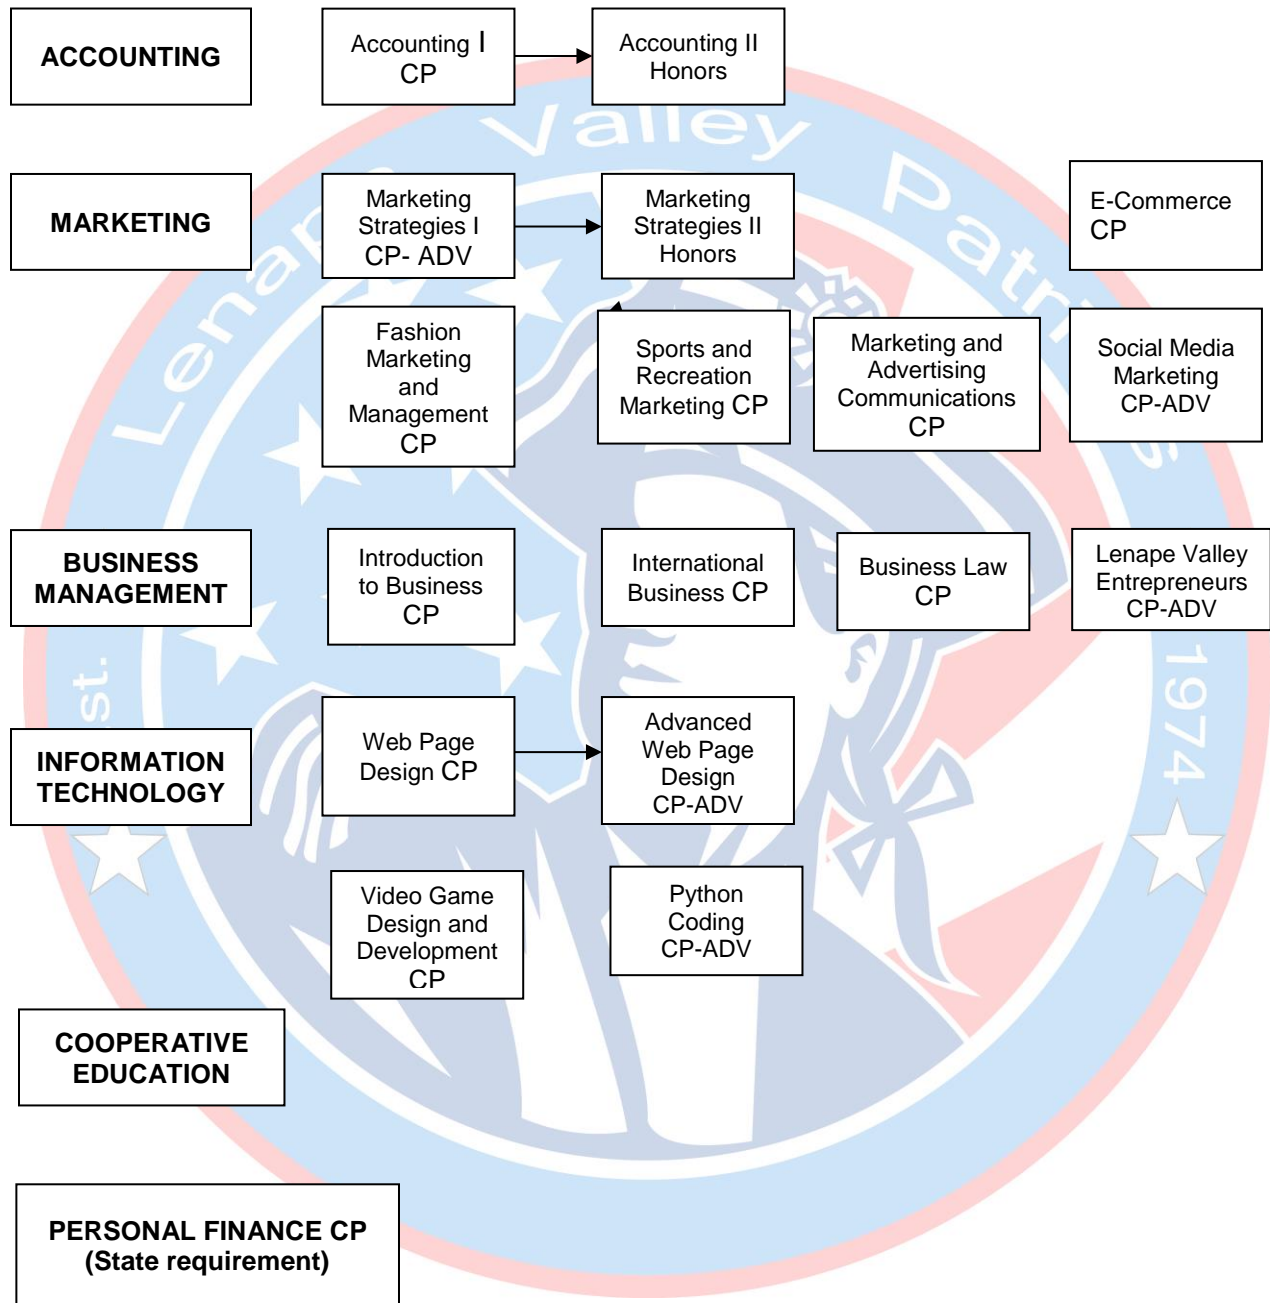 ACCOUNTING
Accounting I
CP
Accounting II
Honors
MARKETING
Marketing
Strategies I
CP- ADV
Marketing
Strategies II
Honors
E-Commerce
CP
Fashion
Marketing
and
Management
CP
Sports and
Recreation
Marketing CP
Marketing and
Advertising
Communications
CP
Social Media
Marketing
CP-ADV
BUSINESS
MANAGEMENT
Introduction
to Business
CP
International
Business CP
Business Law
CP
Lenape Valley
Entrepreneurs
CP-ADV
INFORMATION
TECHNOLOGY
Web Page
Design CP
Advanced
Web Page
Design
CP-ADV
Video Game
Design and
Development
CP
Python
Coding
CP-ADV
COOPERATIVE
EDUCATION
PERSONAL FINANCE CP
(State requirement)
Valley
1974